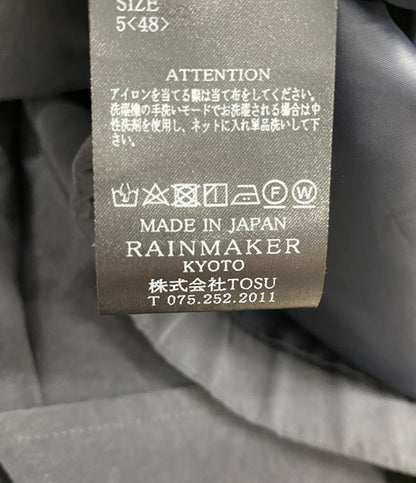 SIZE
5<48>
ATTENTION
アイロンを当てる際は当て布をしてください。
洗濯機の手洗いモードでお洗濯される場合は中
性洗剤を使用し、ネットに入れ単品洗いして下
さい。
MADE IN JAPAN
RAINMAKER
KYOTO
株式会社TOSU
T 075.252.2011